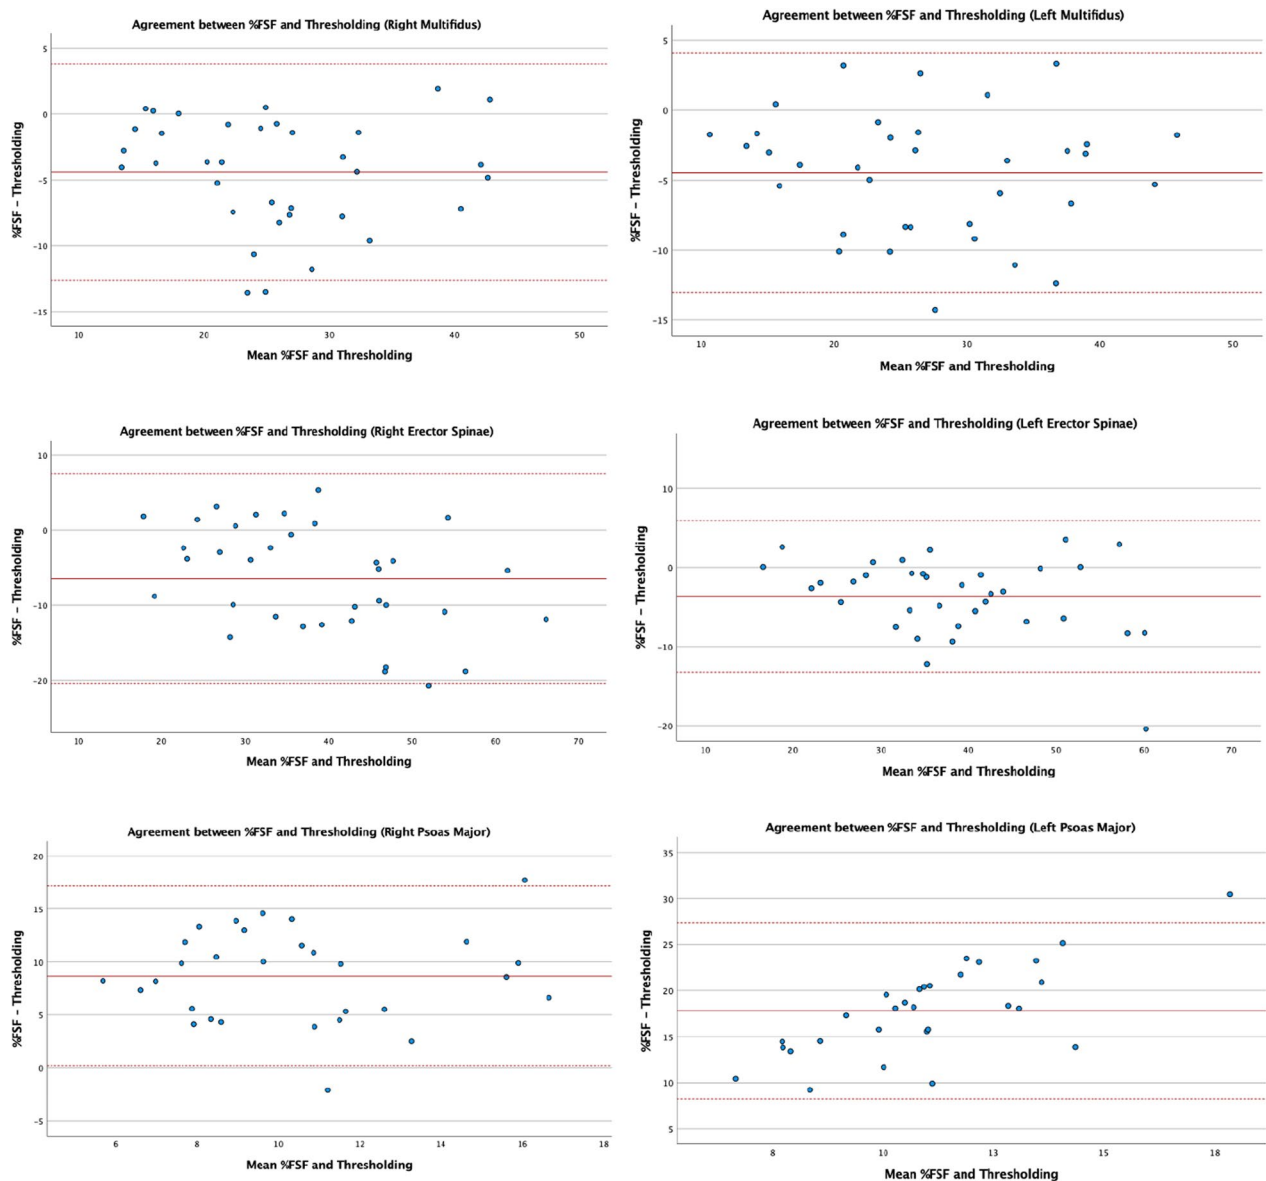 Agreement between %FSF and Thresholding (Right Multifidus)
5
0
-5
-10
-15
%FSF - Thresholding
10 20 30 40 50
Mean %FSF and Thresholding
Agreement between %FSF and Thresholding (Left Multifidus)
5
0
-5
-10
-15
%FSF - Thresholding
10 20 30 40 50
Mean %FSF and Thresholding
Agreement between %FSF and Thresholding (Right Erector Spinae)
10
0
-10
-20
%FSF - Thresholding
10 20 30 40 50 60 70
Mean %FSF and Thresholding
Agreement between %FSF and Thresholding (Left Erector Spinae)
10
0
-10
-20
%FSF - Thresholding
10 20 30 40 50 60 70
Mean %FSF and Thresholding
Agreement between %FSF and Thresholding (Right Psoas Major)
20
15
10
5
0
-5
%FSF - Thresholding
6 8 10 12 14 16 18
Mean %FSF and Thresholding
Agreement between %FSF and Thresholding (Left Psoas Major)
35
30
25
20
15
10
5
%FSF - Thresholding
8 10 13 15 18
Mean %FSF and Thresholding